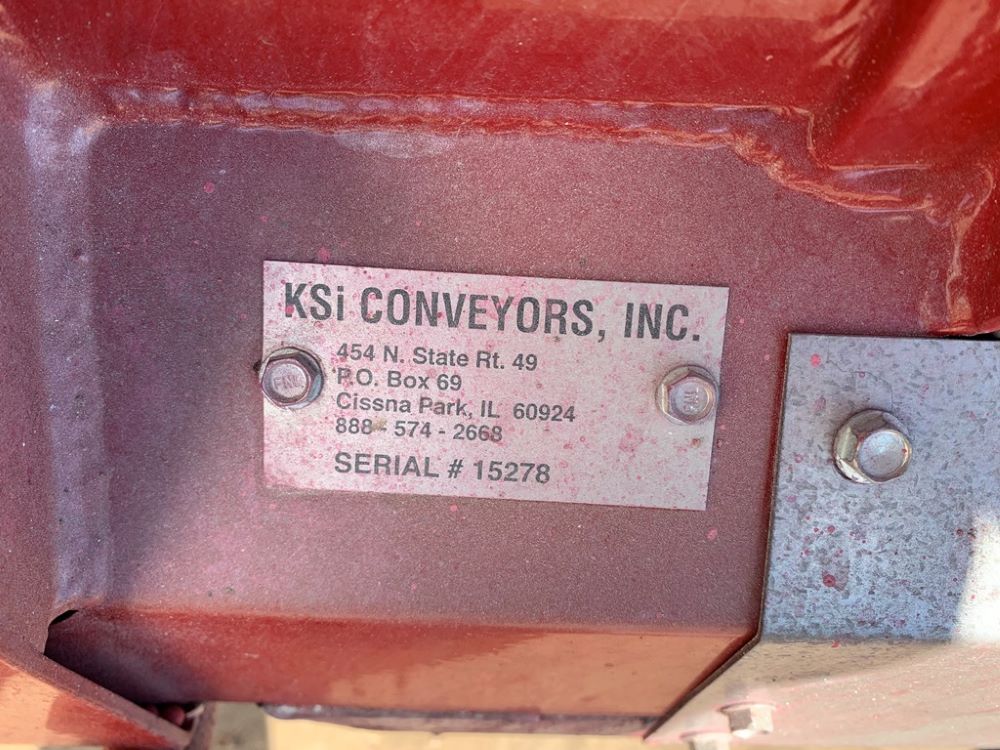 KSi CONVEYORS, INC.
454 N. State Rt. 49
P.O. Box 69
Cissna Park, IL 60924
888 - 574 - 2668
SERIAL # 15278